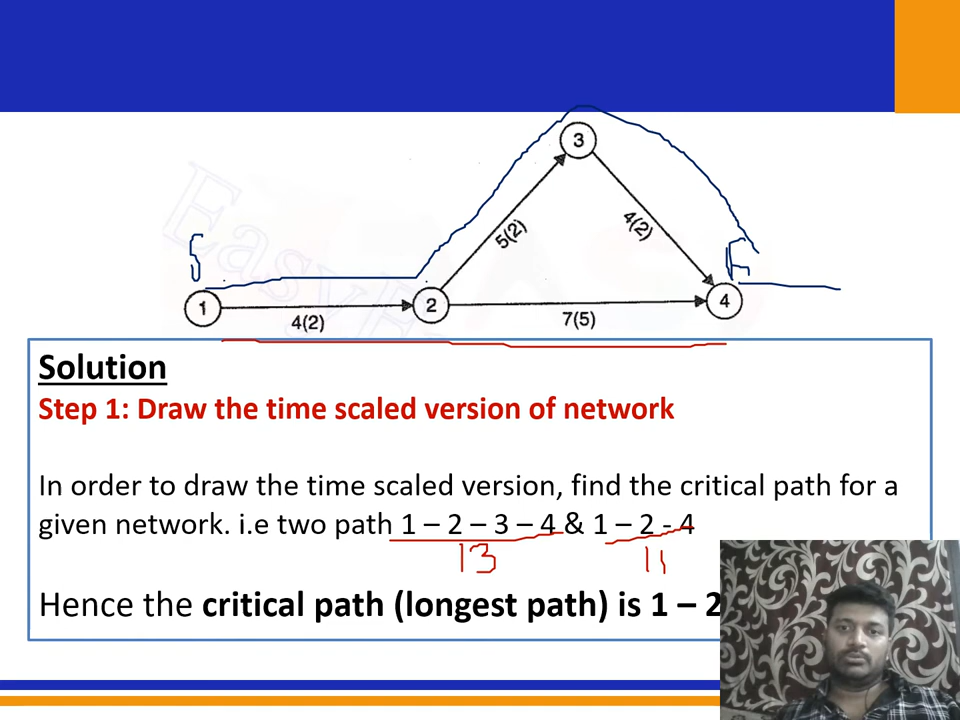 3
5(2)
4(2)
S
F
1
2
4
4(2)
7(5)
Solution
Step 1: Draw the time scaled version of network
In order to draw the time scaled version, find the critical path for a
given network. i.e two path 1 – 2 – 3 – 4 & 1 – 2 - 4
13
11
Hence the critical path (longest path) is 1 – 2